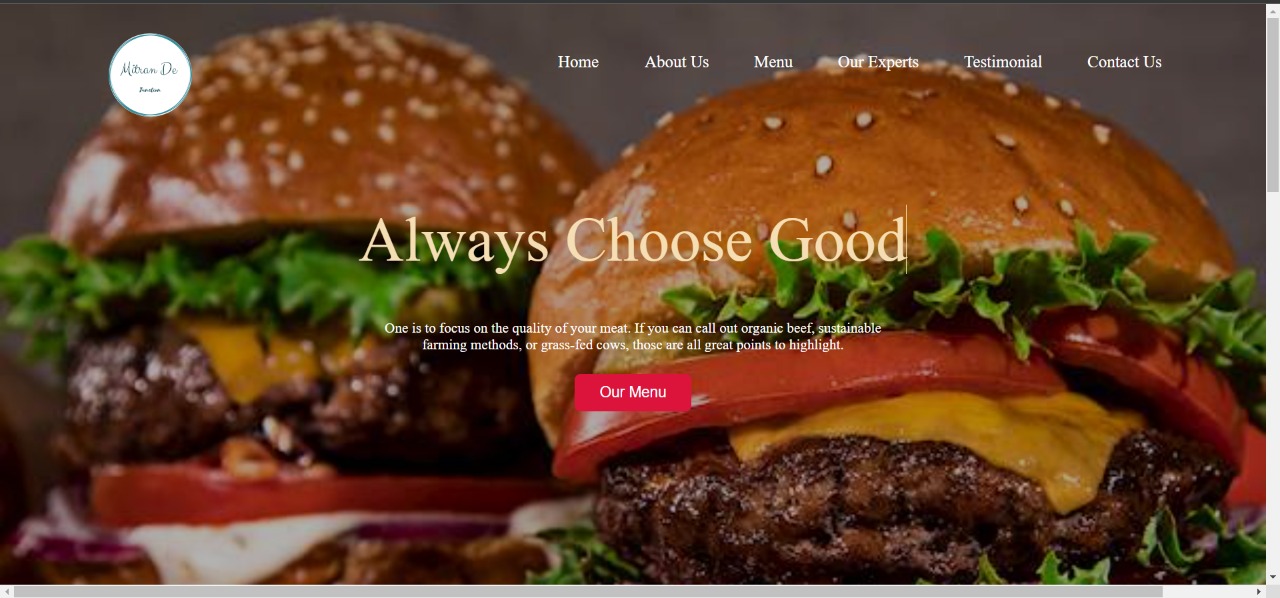 Mitran De
Junction
Home About Us Menu Our Experts Testimonial Contact Us
Always Choose Good
One is to focus on the quality of your meat. If you can call out organic beef, sustainable
farming methods, or grass-fed cows, those are all great points to highlight.
Our Menu